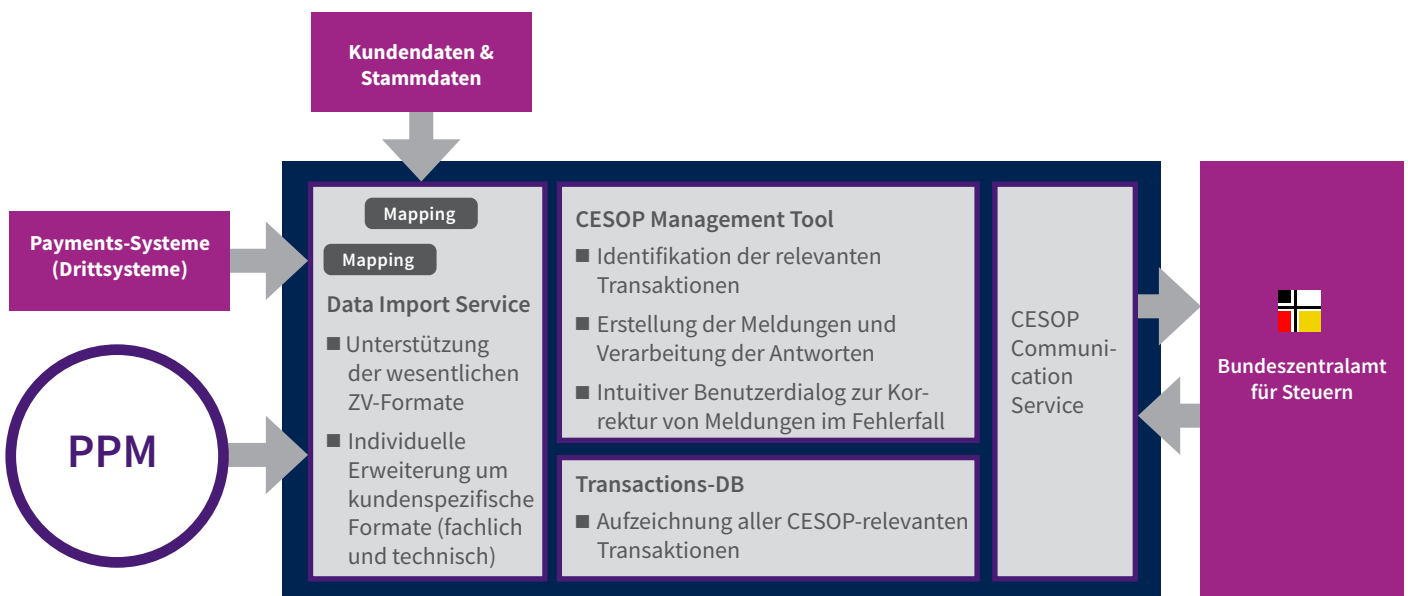 Kundendaten &
Stammdaten
Payments-Systeme
(Drittsysteme)
PPM
Mapping
Mapping
Data Import Service
■ Unterstützung
der wesentlichen
ZV-Formate
■ Individuelle
Erweiterung um
kundenspezifische
Formate (fachlich
und technisch)
CESOP Management Tool
■ Identifikation der relevanten
Transaktionen
■ Erstellung der Meldungen und
Verarbeitung der Antworten
■ Intuitiver Benutzerdialog zur Kor-
rektur von Meldungen im Fehlerfall
Transactions-DB
■ Aufzeichnung aller CESOP-relevanten
Transaktionen
CESOP
Communi-
cation
Service
Bundeszentralamt
für Steuern